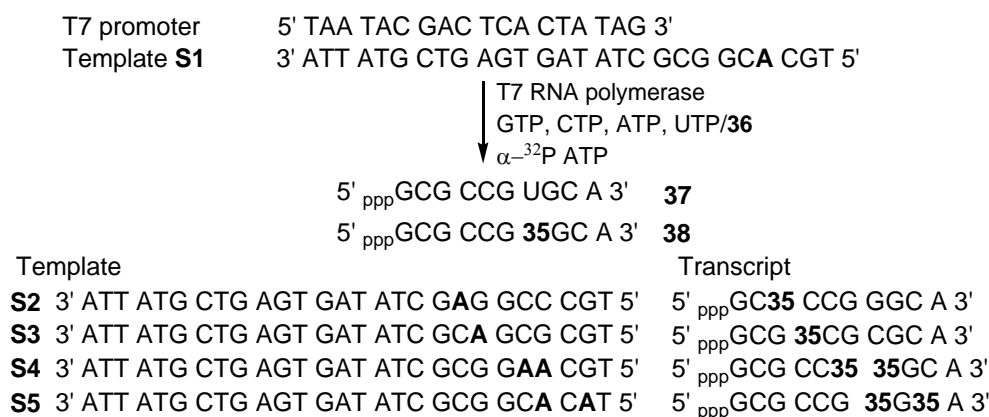 T7 promoter 5' TAA TAC GAC TCA CTA TAG 3'
Template S1 3' ATT ATG CTG AGT GAT ATC GCG GCA CGT 5'
T7 RNA polymerase
GTP, CTP, ATP, UTP/36
α–32P ATP
5' pppGCG CCG UGC A 3' 37
5' pppGCG CCG 35GC A 3' 38
Template Transcript
S2 3' ATT ATG CTG AGT GAT ATC GAG GCC CGT 5' 5' pppGC35 CCG GGC A 3'
S3 3' ATT ATG CTG AGT GAT ATC GCA GCG CGT 5' 5' pppGCG 35CG CGC A 3'
S4 3' ATT ATG CTG AGT GAT ATC GCG GAA CGT 5' 5' pppGCG CC35 35GC A 3'
S5 3' ATT ATG CTG AGT GAT ATC GCG GCA CAT 5' 5' pppGCG CCG 35G35 A 3'